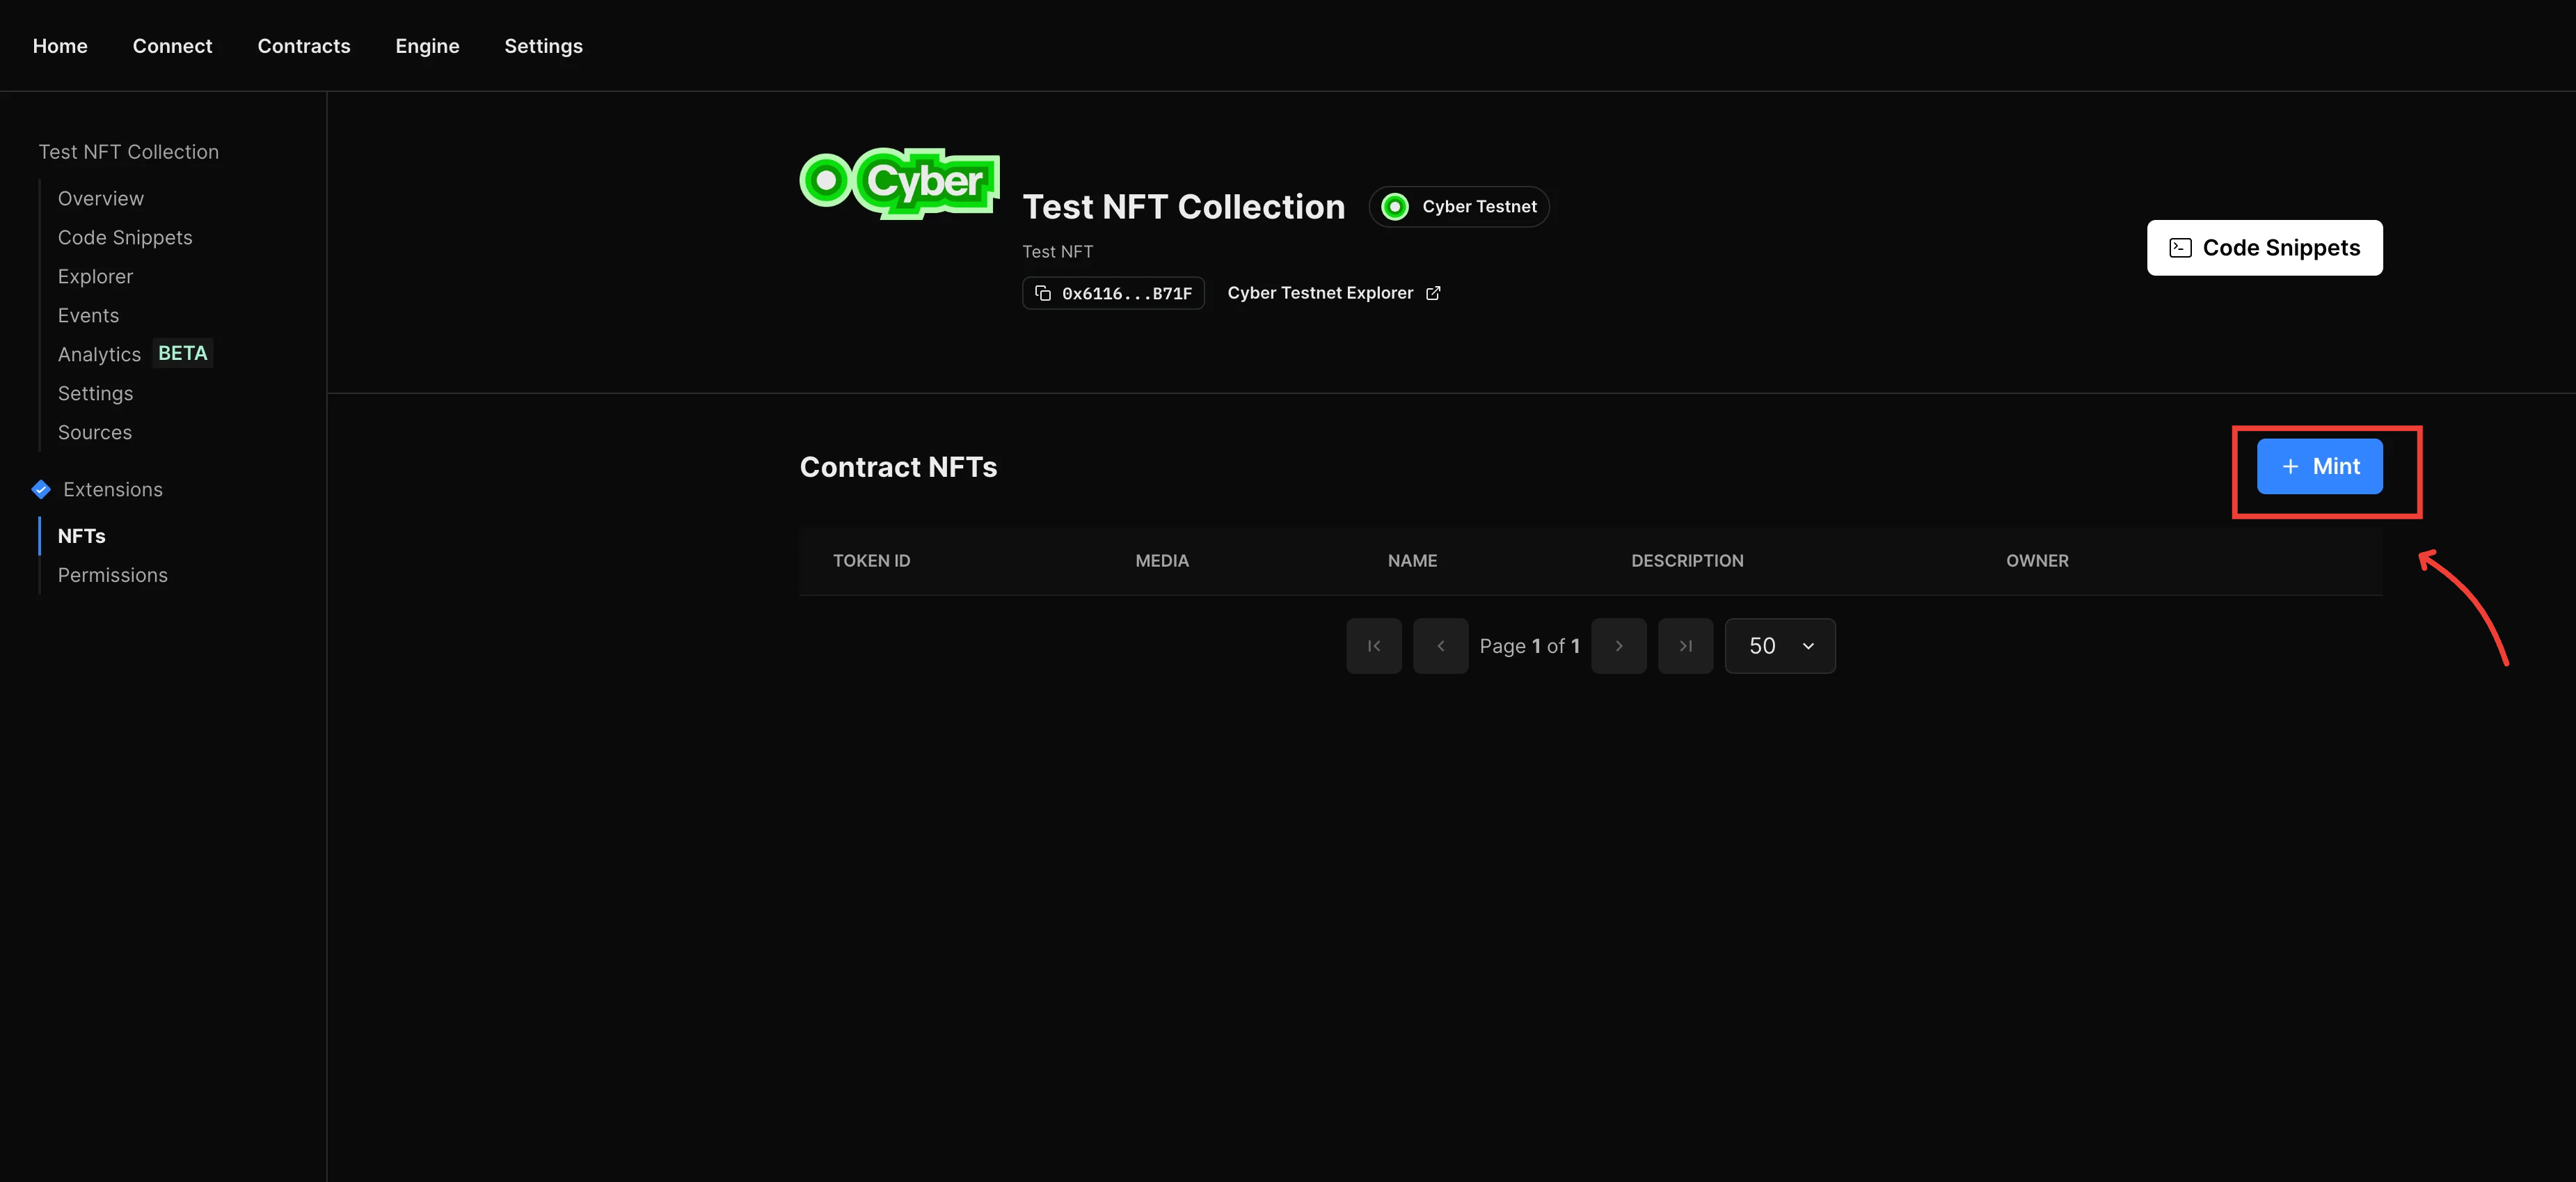 Home Connect Contracts Engine Settings
Test NFT Collection
Overview
Code Snippets
Explorer
Events
Analytics BETA
Settings
Sources
Extensions
NFTs
Permissions
Cyber
Test NFT Collection Cyber Testnet
Test NFT
0x6116...B71F Cyber Testnet Explorer
Code Snippets
Contract NFTs
+ Mint
TOKEN ID MEDIA NAME DESCRIPTION OWNER
Page 1 of 1 50